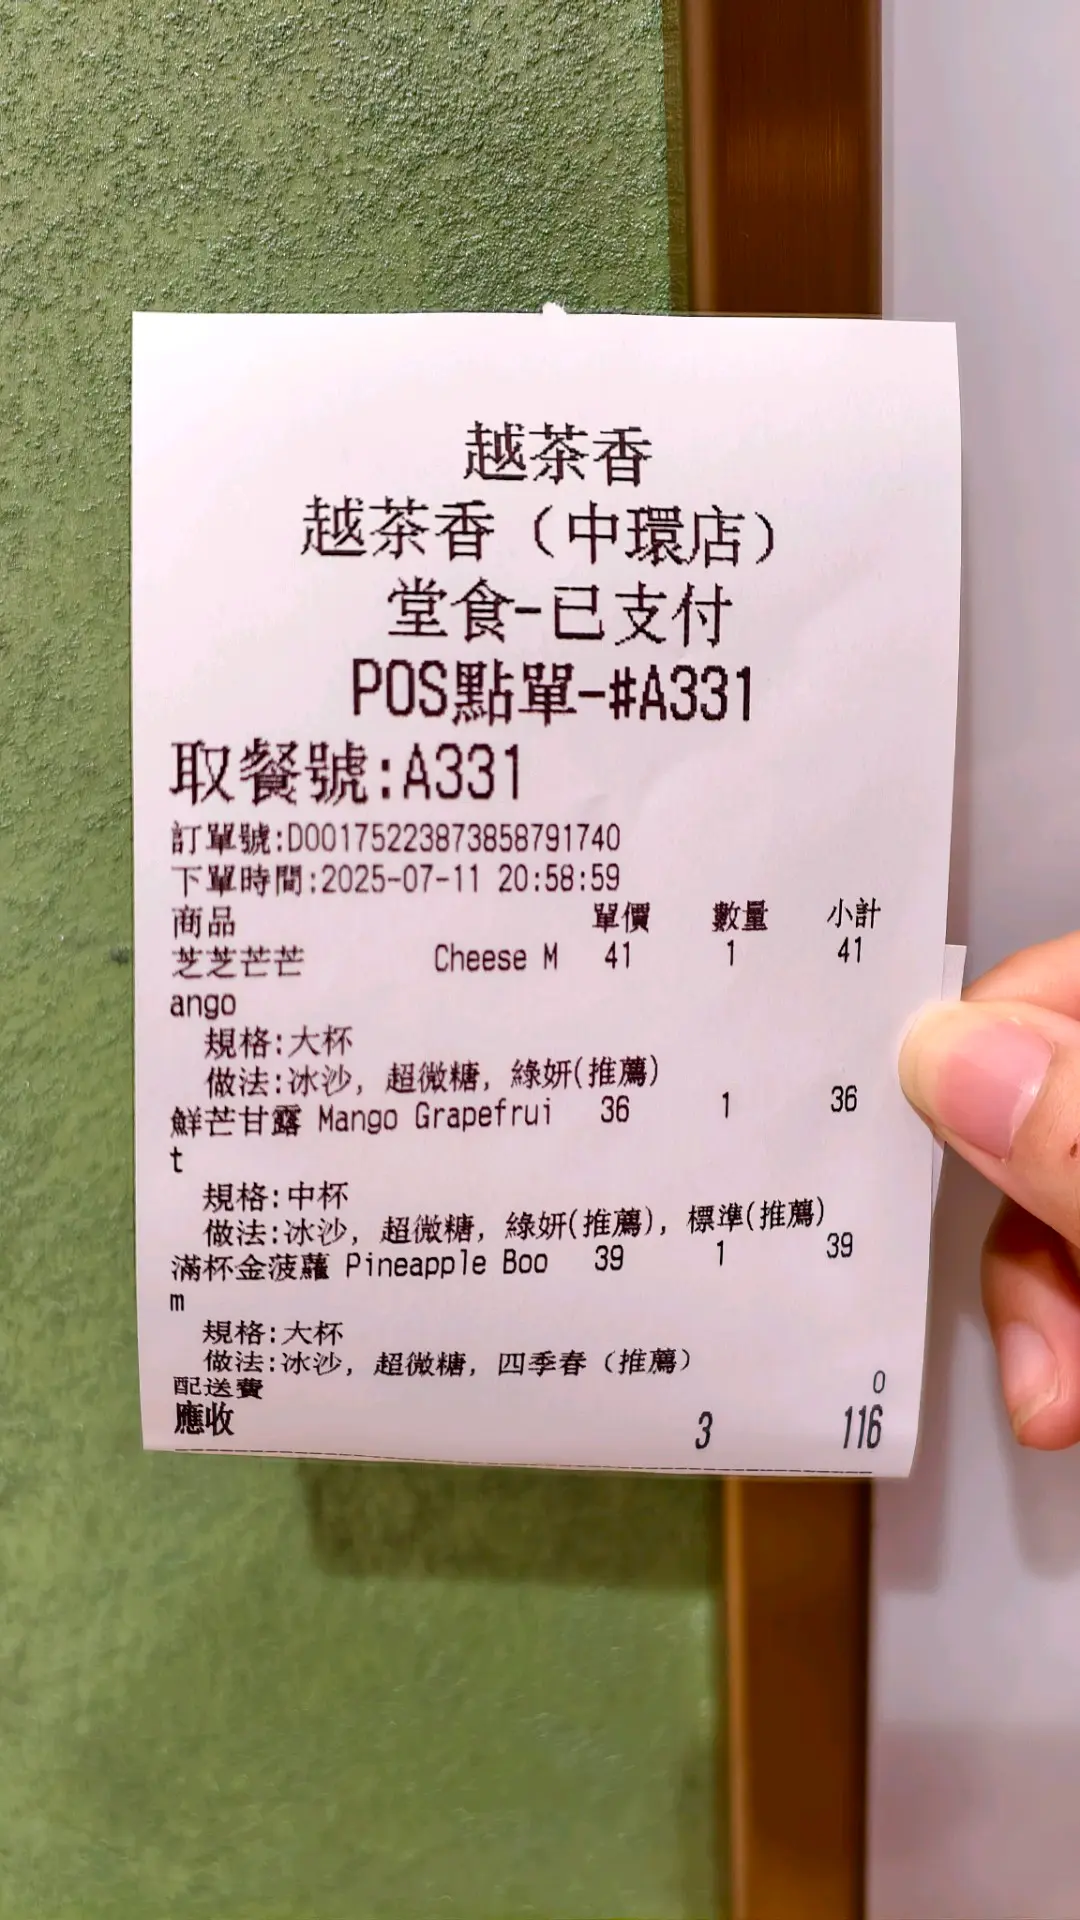 越茶香
越茶香（中環店）
堂食-已支付
POS點單-#A331
取餐號:A331
訂單號:D00175223873858791740
下單時間:2025-07-11 20:58:59
商品 單價 數量 小計
芝芝芒芒 Cheese M 41 1 41
ango
規格:大杯
做法:冰沙, 超微糖, 綠妍(推薦)
鮮芒甘露 Mango Grapefrui 36 1 36
t
規格:中杯
做法:冰沙, 超微糖, 綠妍(推薦), 標準(推薦)
滿杯金菠蘿 Pineapple Boo 39 1 39
m
規格:大杯
做法:冰沙, 超微糖, 四季春（推薦）
配送費 0
應收 3 116